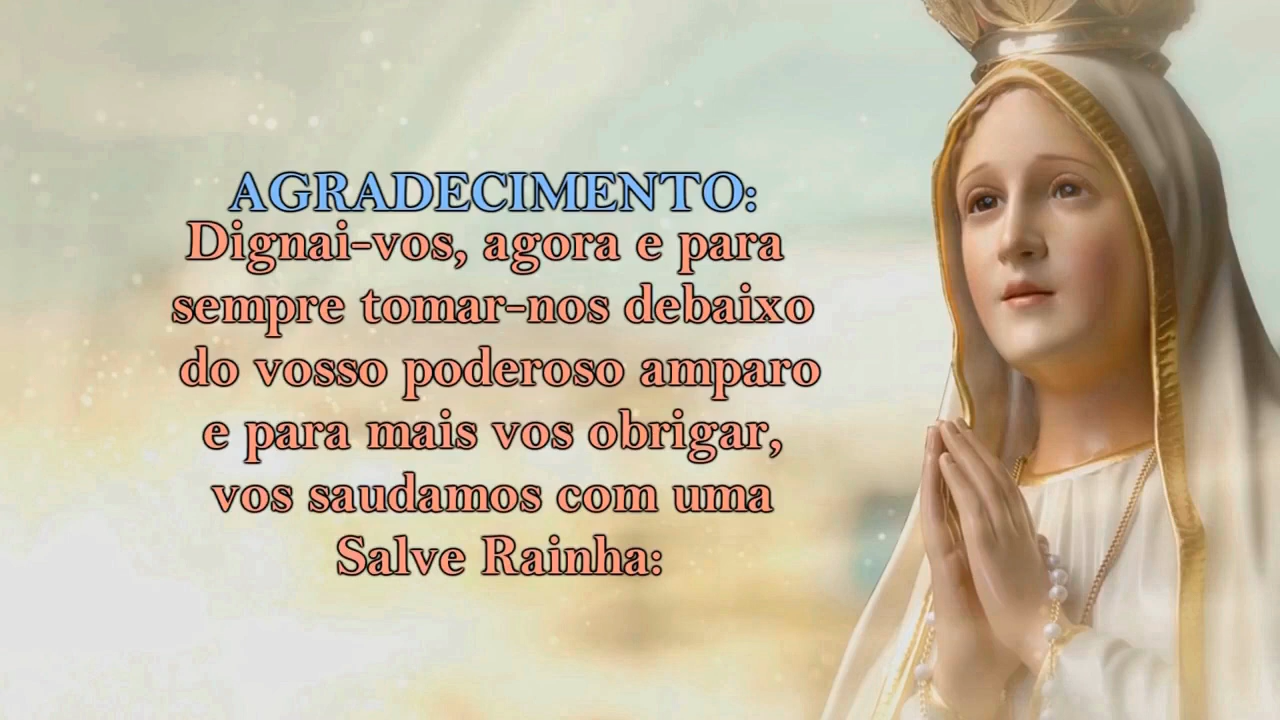 AGRADECIMENTO:
Dignai-vos, agora e para
sempre tomar-nos debaixo
do vosso poderoso amparo
e para mais vos obrigar,
vos saudamos com uma
Salve Rainha: